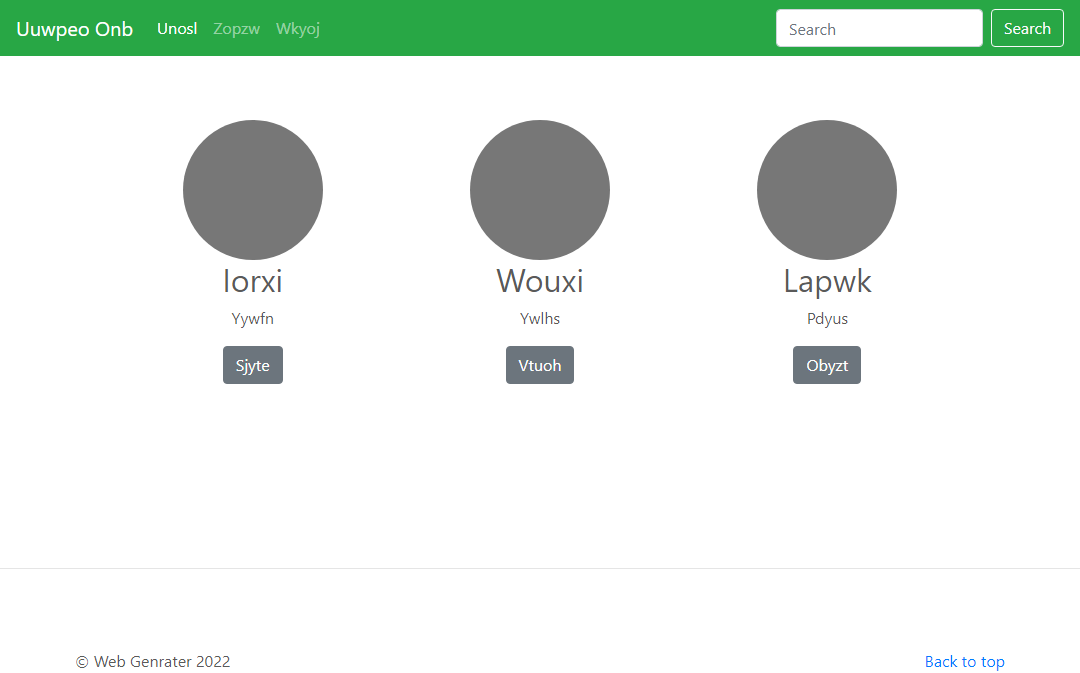 Uuwpeo Onb Unosl Zopzw Wkyoj Search Search
Iorxi Wouxi Lapwk
Yywfn Ywlhs Pdyus
Sjyte Vtuoh Obyzt
© Web Genrater 2022 Back to top